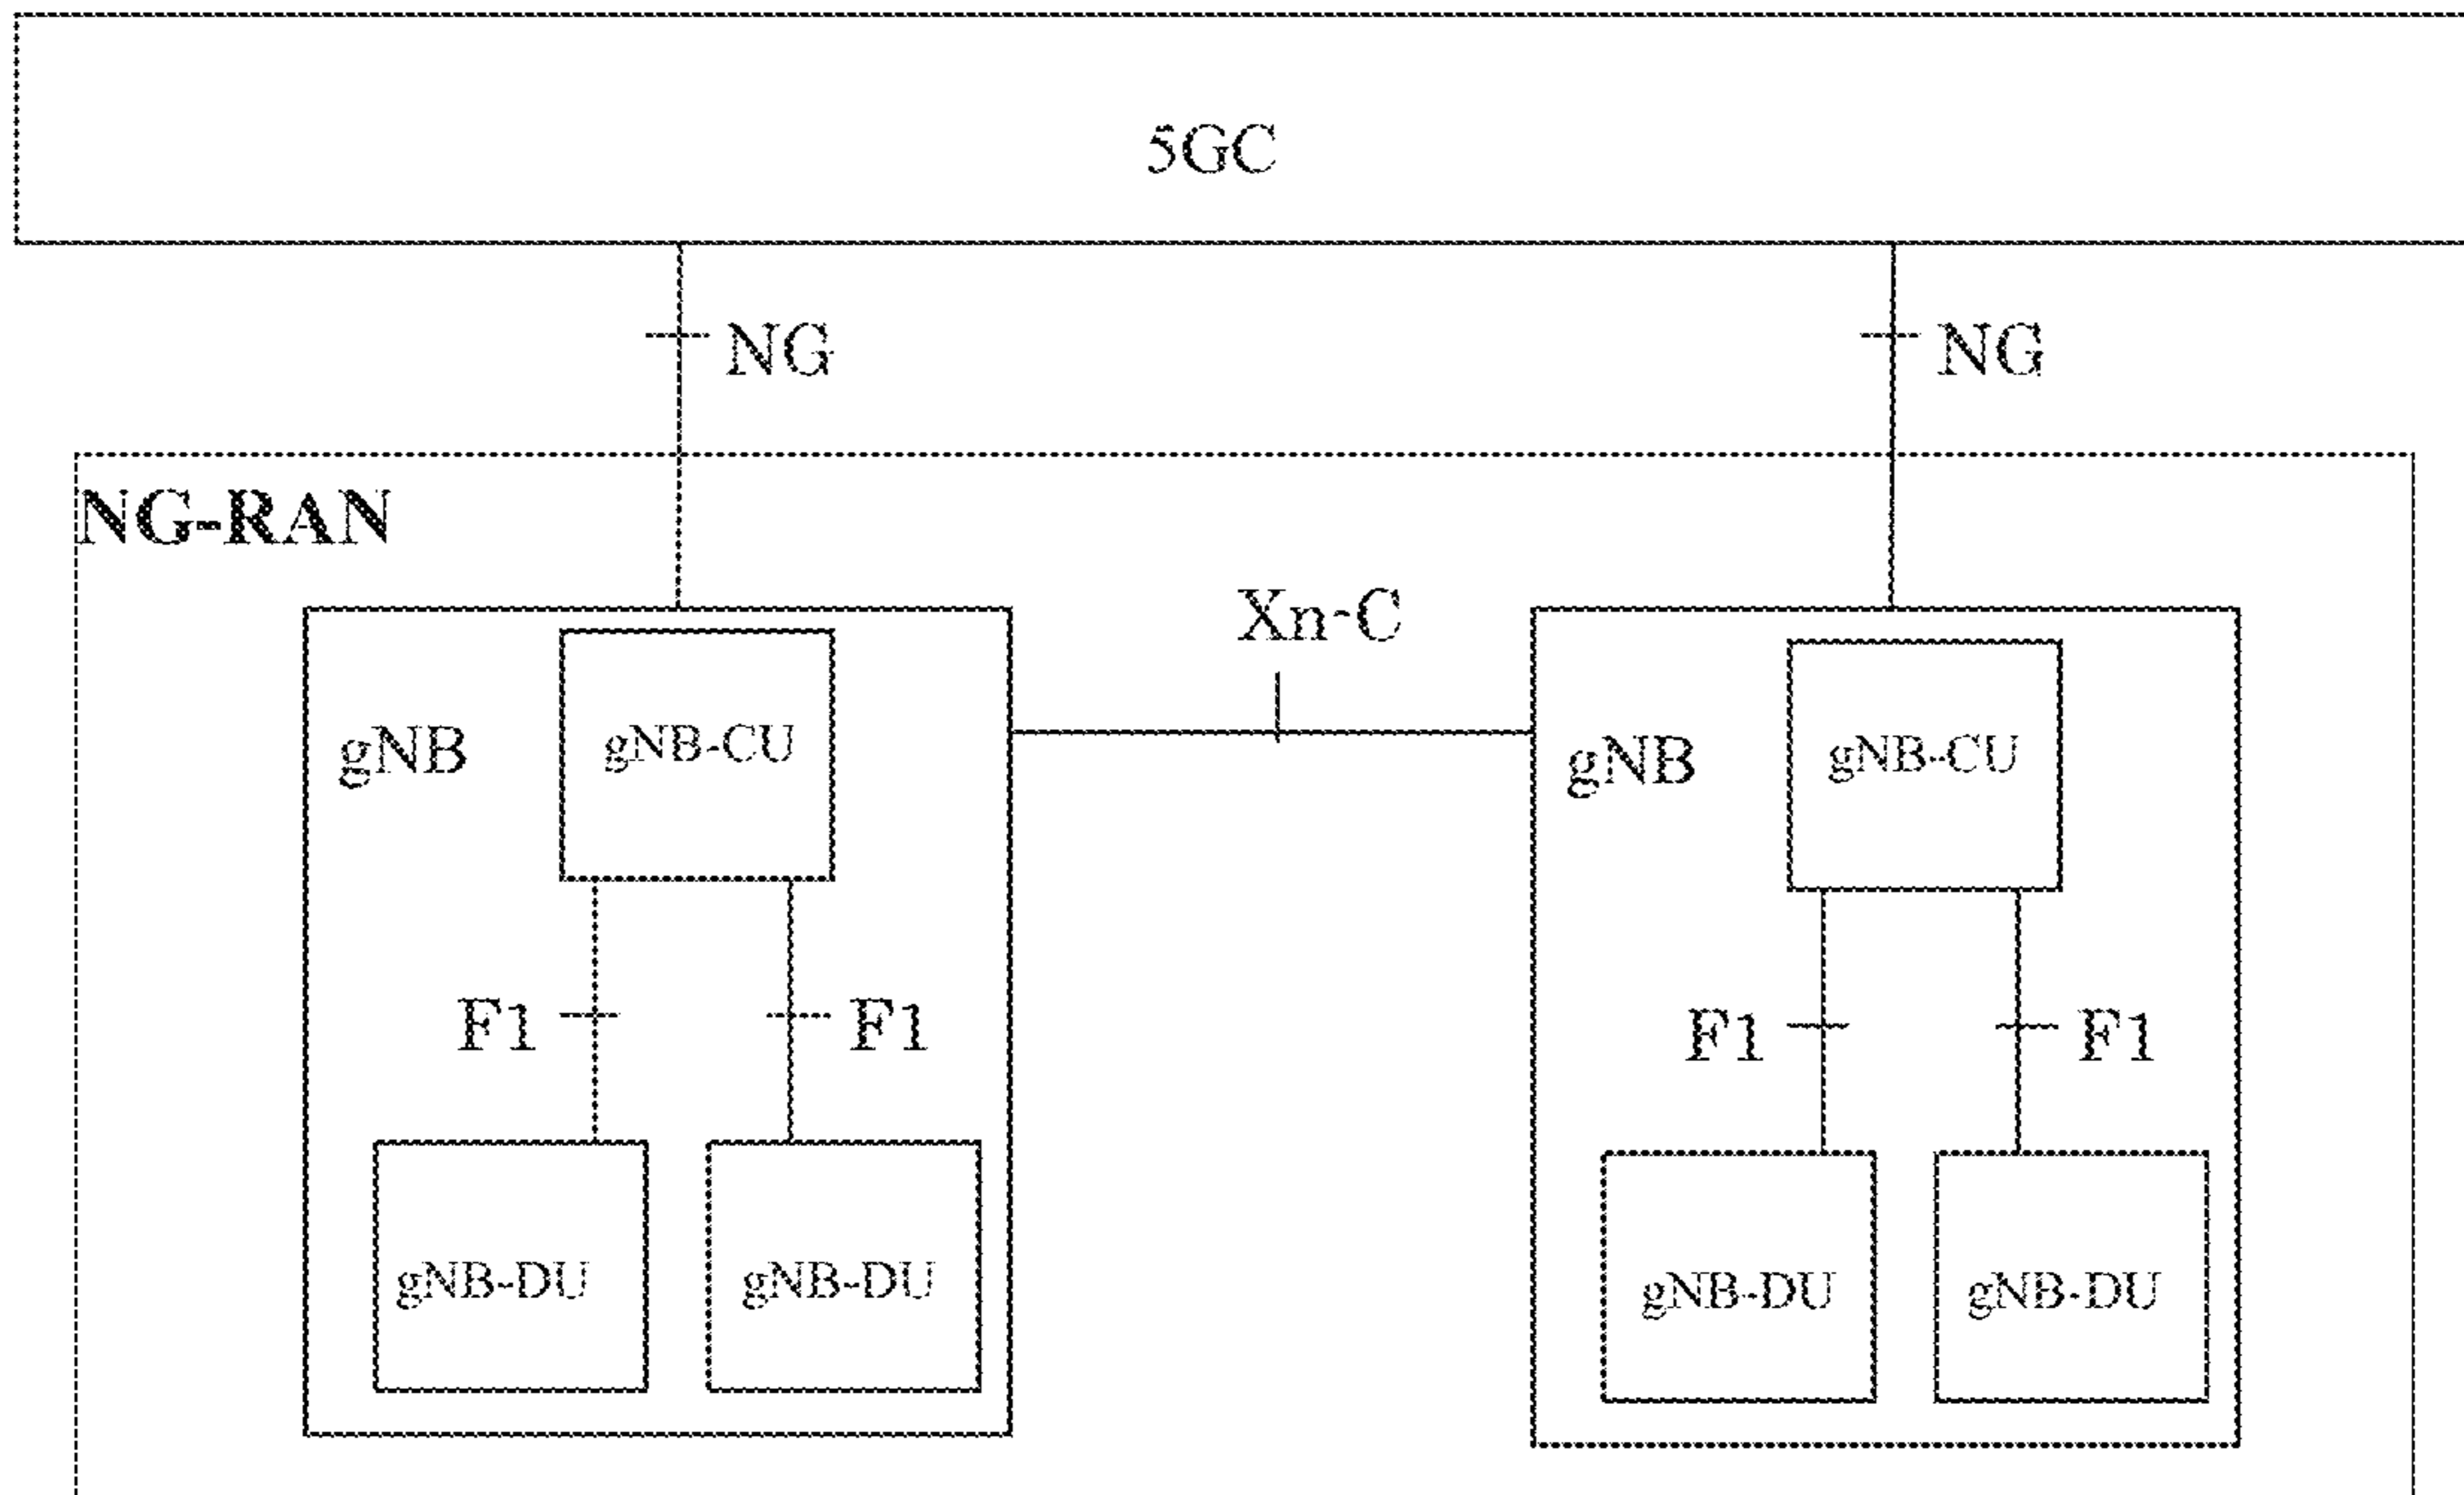 5GC
NG
NG
NG-RAN
Xn-C
gNB
gNB-CU
gNB
gNB-CU
F1
F1
F1
F1
gNB-DU
gNB-DU
gNB-DU
gNB-DU